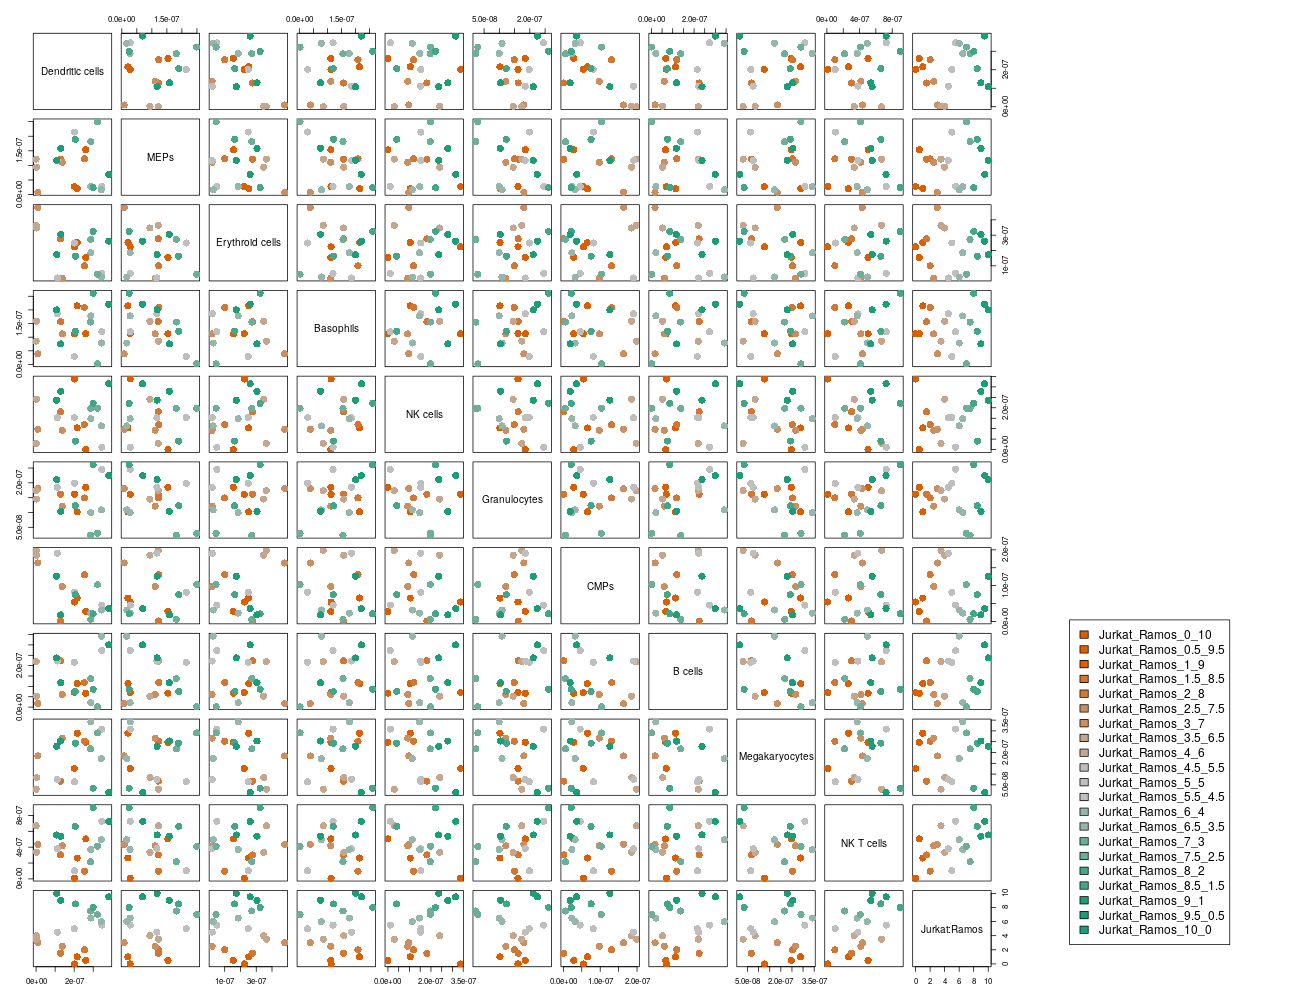 0.0e+00 1.5e-07 0.0e+00 1.5e-07 5.0e-08 2.0e-07 0.0e+00 2.0e-07 0e+00 4e-07 8e-07
Dendritic cells
0e+00 2e-07
MEPs
0.0e+00 1.5e-07
Erythroid cells
1e-07 3e-07
Basophils
0.0e+00 1.5e-07
NK cells
0.0e+00 2.0e-07
Granulocytes
5.0e-08 2.0e-07
CMPs
0.0e+00 1.0e-07 2.0e-07
B cells
0.0e+00 2.0e-07
Megakaryocytes
5.0e-08 2.0e-07 3.5e-07
NK T cells
0e+00 4e-07 8e-07
Jurkat:Ramos
0 2 4 6 8 10
0e+00 2e-07 1e-07 3e-07 0.0e+00 2.0e-07 3.5e-07 0.0e+00 1.0e-07 2.0e-07 5.0e-08 2.0e-07 3.5e-07 0 2 4 6 8 10
Jurkat_Ramos_0_10
Jurkat_Ramos_0.5_9.5
Jurkat_Ramos_1_9
Jurkat_Ramos_1.5_8.5
Jurkat_Ramos_2_8
Jurkat_Ramos_2.5_7.5
Jurkat_Ramos_3_7
Jurkat_Ramos_3.5_6.5
Jurkat_Ramos_4_6
Jurkat_Ramos_4.5_5.5
Jurkat_Ramos_5_5
Jurkat_Ramos_5.5_4.5
Jurkat_Ramos_6_4
Jurkat_Ramos_6.5_3.5
Jurkat_Ramos_7_3
Jurkat_Ramos_7.5_2.5
Jurkat_Ramos_8_2
Jurkat_Ramos_8.5_1.5
Jurkat_Ramos_9_1
Jurkat_Ramos_9.5_0.5
Jurkat_Ramos_10_0